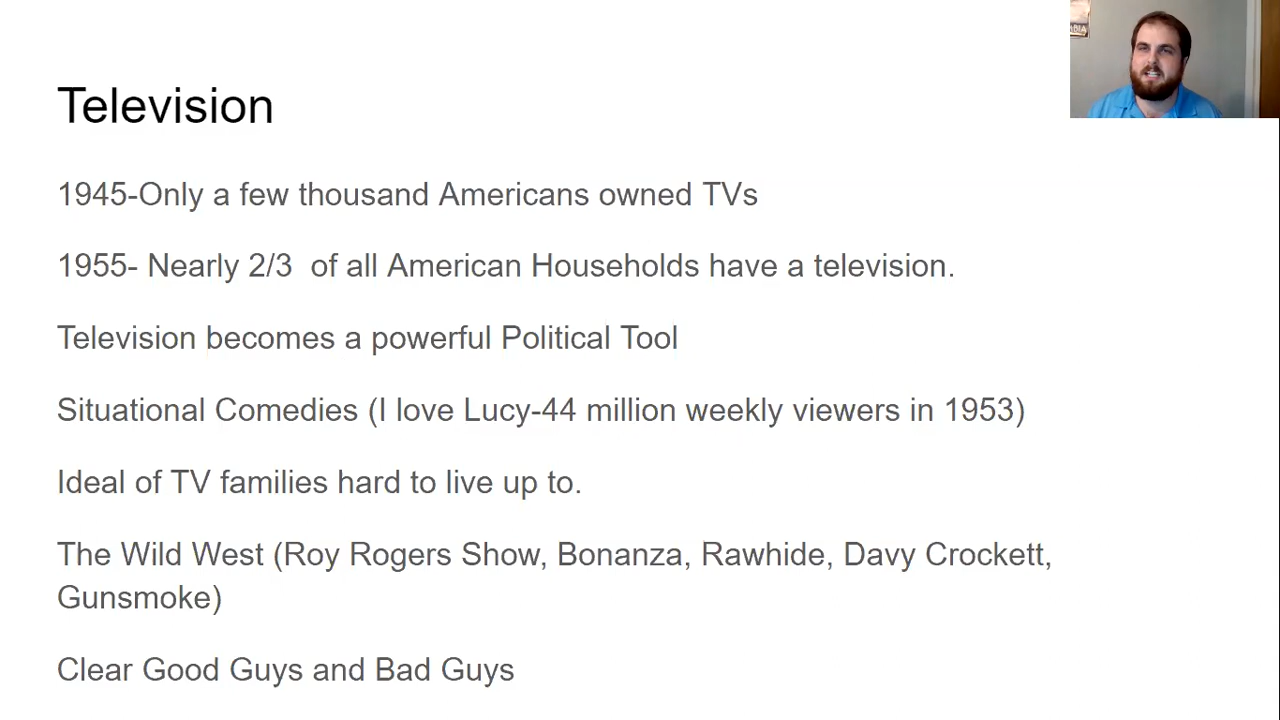 Television
1945-Only a few thousand Americans owned TVs
1955- Nearly 2/3  of all American Households have a television.
Television becomes a powerful Political Tool
Situational Comedies (I love Lucy-44 million weekly viewers in 1953)
Ideal of TV families hard to live up to.
The Wild West (Roy Rogers Show, Bonanza, Rawhide, Davy Crockett,
Gunsmoke)
Clear Good Guys and Bad Guys